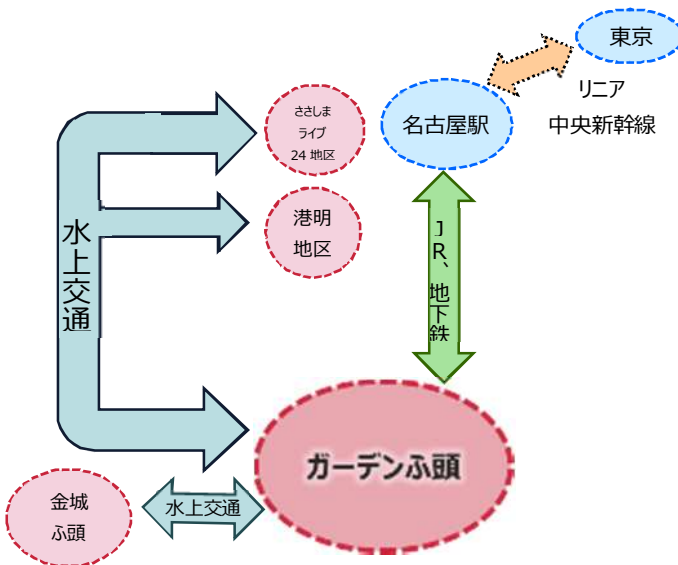 東京
リニア
中央新幹線
ささしま
ライブ
24 地区
名古屋駅
港明
地区
水上交通
JR、地下鉄
ガーデンふ頭
金城
ふ頭
水上交通